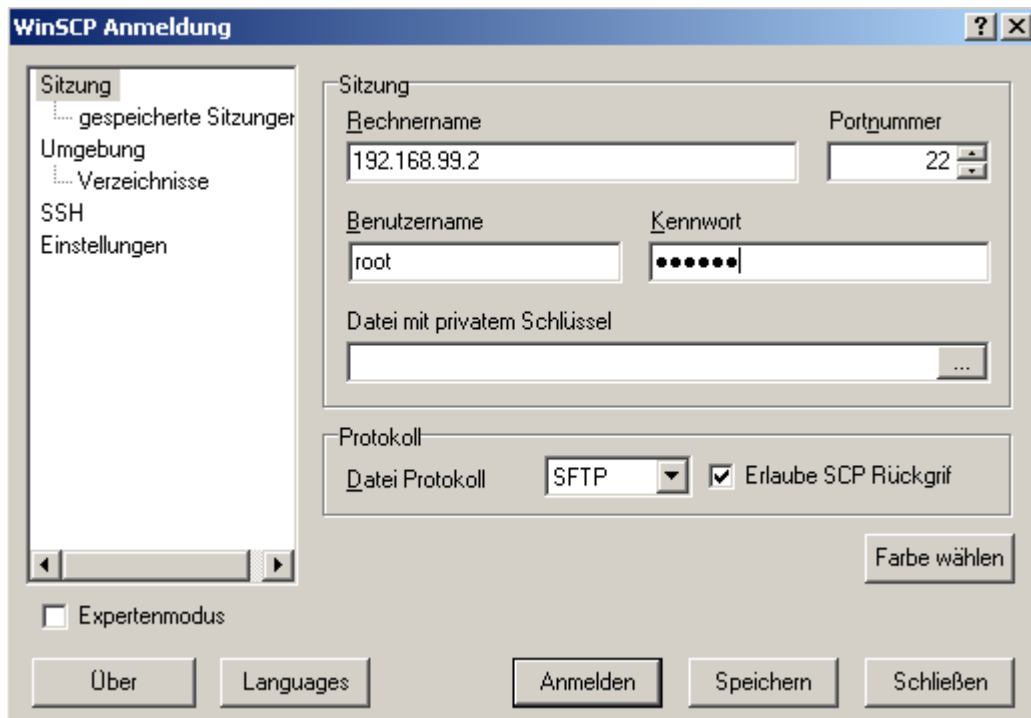 WinSCP Anmeldung
Sitzung
gespeicherte Sitzunger
Umgebung
Verzeichnisse
SSH
Einstellungen
Sitzung
Rechnername Portnummer
192.168.99.2 22
Benutzername Kennwort
root ●●●●●●
Datei mit privatem Schlüssel
...
Protokoll
Datei Protokoll SFTP Erlaube SCP Rückgrif
Farbe wählen
Expertenmodus
Über Languages Anmelden Speichern Schließen